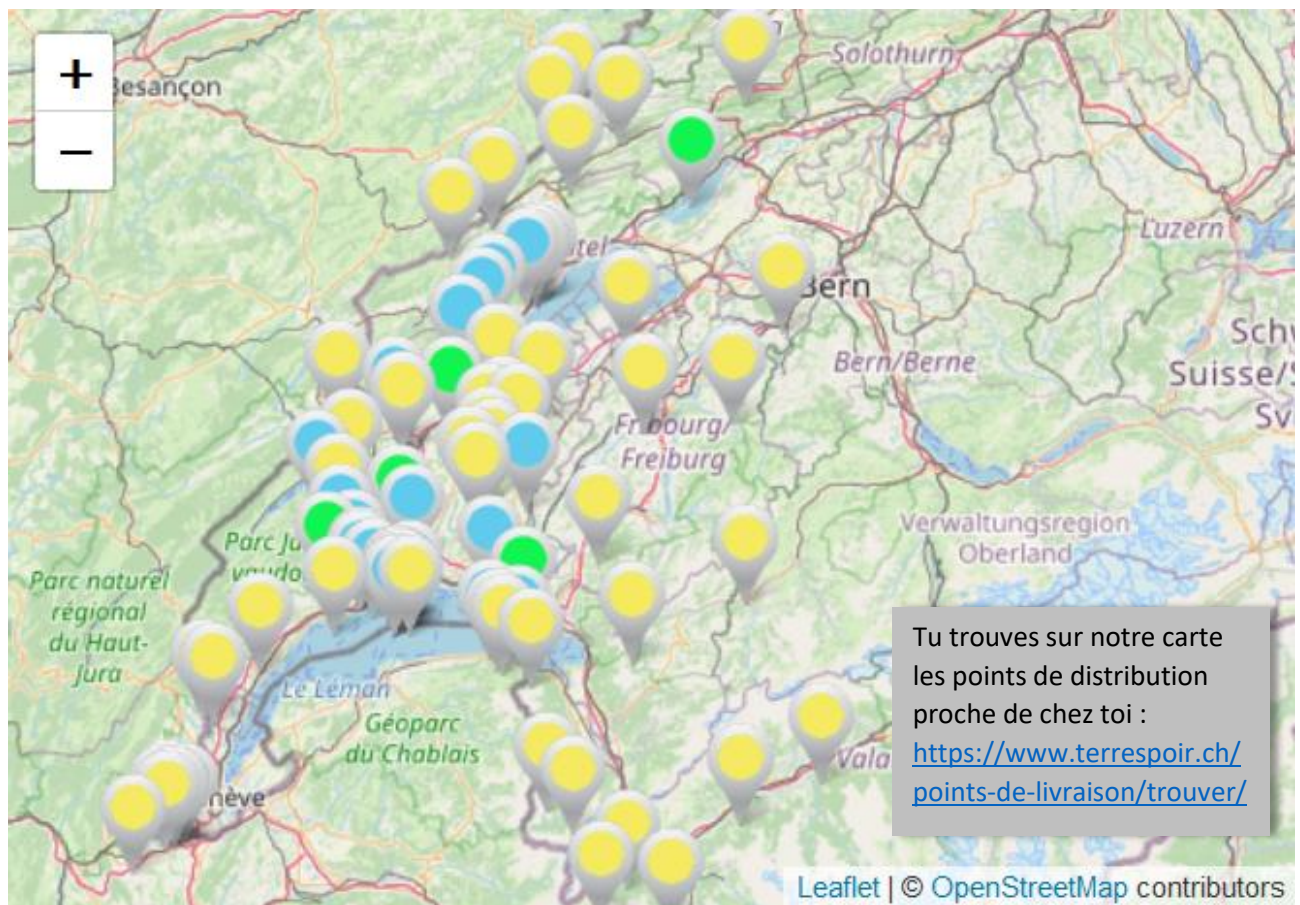 +
−
Besançon
Solothurn
Luzern
Bern
Bern/Berne
Suisse/S
Fribourg/
Freiburg
Verwaltungsregion
Oberland
Parc naturel
régional
du Haut-
Jura
Le Léman
Géoparc
du Chablais
Tu trouves sur notre carte
les points de distribution
proche de chez toi :
https://www.terrespoir.ch/
points-de-livraison/trouver/
Leaflet | © OpenStreetMap contributors